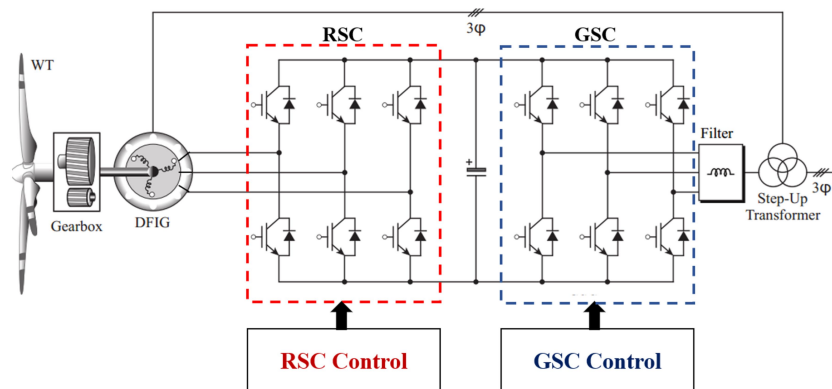 3φ
RSC
GSC
WT
Filter
+
Gearbox
DFIG
Step-Up
Transformer
3φ
RSC Control
GSC Control